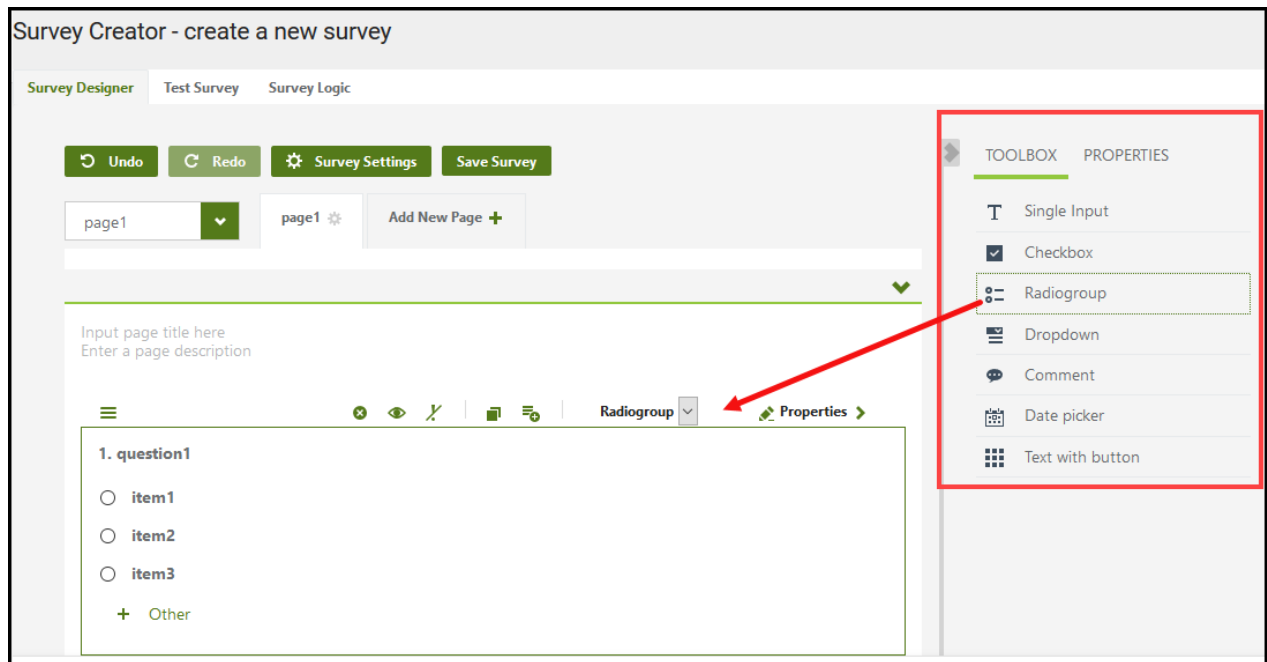 Survey Creator - create a new survey
Survey Designer Test Survey Survey Logic
Undo Redo Survey Settings Save Survey
page1 page1 Add New Page
Input page title here
Enter a page description
Radiogroup Properties
1. question1
item1
item2
item3
Other
TOOLBOX PROPERTIES
Single Input
Checkbox
Radiogroup
Dropdown
Comment
Date picker
Text with button